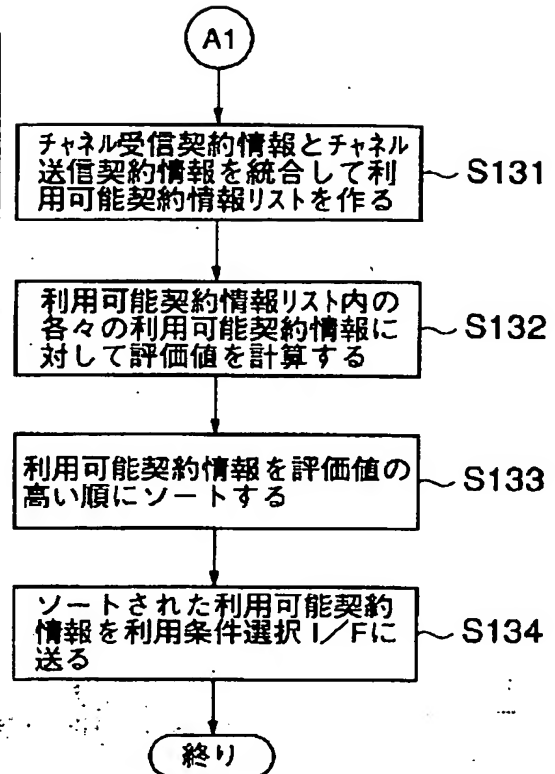 A1
チャネル受信契約情報とチャネル
送信契約情報を統合して利
用可能契約情報リストを作る
S131
利用可能契約情報リスト内の
各々の利用可能契約情報に
対して評価値を計算する
S132
利用可能契約情報を評価値の
高い順にソートする
S133
ソートされた利用可能契約
情報を利用条件選択I/Fに
送る
S134
終り